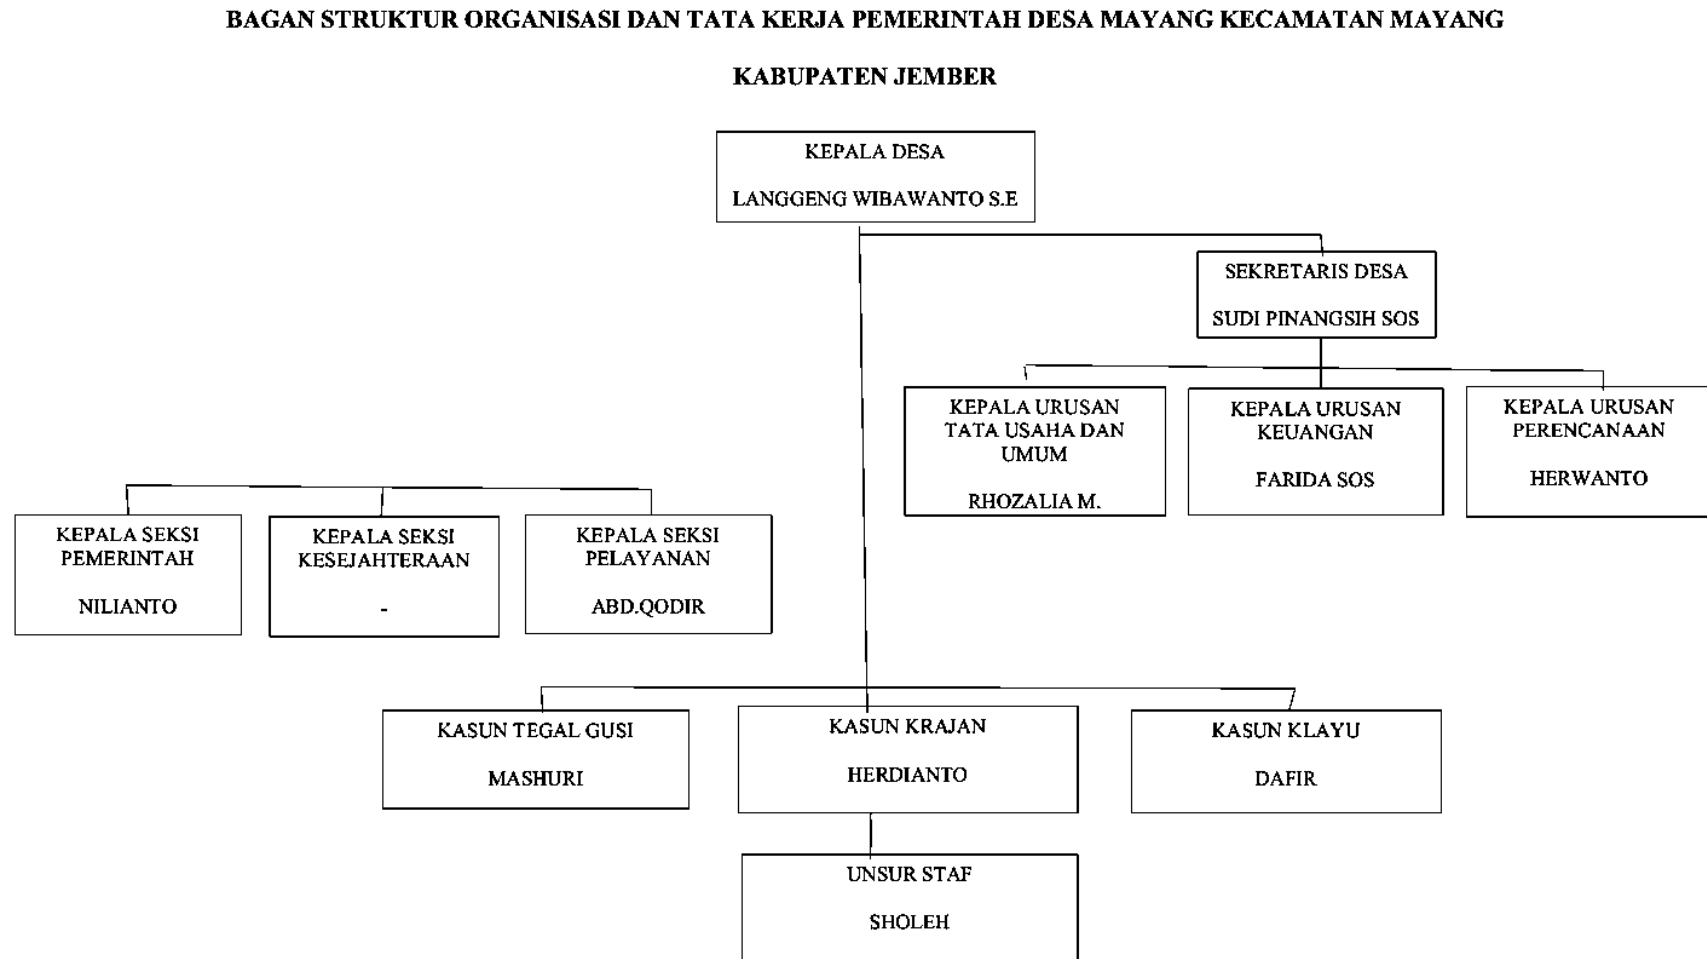 BAGAN STRUKTUR ORGANISASI DAN TATA KERJA PEMERINTAH DESA MAYANG KECAMATAN MAYANG
KABUPATEN JEMBER
KEPALA DESA
LANGGENG WIBAWANTO S.E
SEKRETARIS DESA
SUDI PINANGSIH SOS
KEPALA URUSAN
TATA USAHA DAN
UMUM
RHOZALIA M.
KEPALA URUSAN
KEUANGAN
FARIDA SOS
KEPALA URUSAN
PERENCANAAN
HERWANTO
KEPALA SEKSI
PEMERINTAH
NILIANTO
KEPALA SEKSI
KESEJAHTERAAN
-
KEPALA SEKSI
PELAYANAN
ABD.QODIR
KASUN TEGAL GUSI
MASHURI
KASUN KRAJAN
HERDIANTO
KASUN KLAYU
DAFIR
UNSUR STAF
SHOLEH